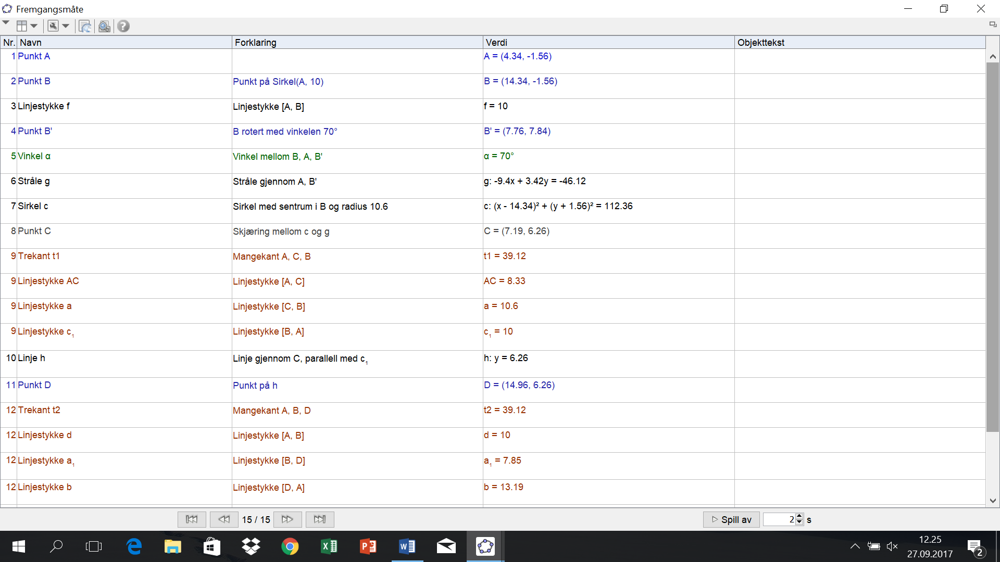 Fremgangsmåte
Nr. Navn Forklaring Verdi Objekttekst
1 Punkt A A = (4.34, -1.56)
2 Punkt B Punkt på Sirkel(A, 10) B = (14.34, -1.56)
3 Linjestykke f Linjestykke [A, B] f = 10
4 Punkt B' B rotert med vinkelen 70° B' = (7.76, 7.84)
5 Vinkel α Vinkel mellom B, A, B' α = 70°
6 Stråle g Stråle gjennom A, B' g: -9.4x + 3.42y = -46.12
7 Sirkel c Sirkel med sentrum i B og radius 10.6 c: (x - 14.34)² + (y + 1.56)² = 112.36
8 Punkt C Skjæring mellom c og g C = (7.19, 6.26)
9 Trekant t1 Mangekant A, C, B t1 = 39.12
9 Linjestykke AC Linjestykke [A, C] AC = 8.33
9 Linjestykke a Linjestykke [C, B] a = 10.6
9 Linjestykke c₁ Linjestykke [B, A] c₁ = 10
10 Linje h Linje gjennom C, parallell med c₁ h: y = 6.26
11 Punkt D Punkt på h D = (14.96, 6.26)
12 Trekant t2 Mangekant A, B, D t2 = 39.12
12 Linjestykke d Linjestykke [A, B] d = 10
12 Linjestykke a₁ Linjestykke [B, D] a₁ = 7.85
12 Linjestykke b Linjestykke [D, A] b = 13.19
15 / 15 Spill av 2 s
12.25
27.09.2017
2